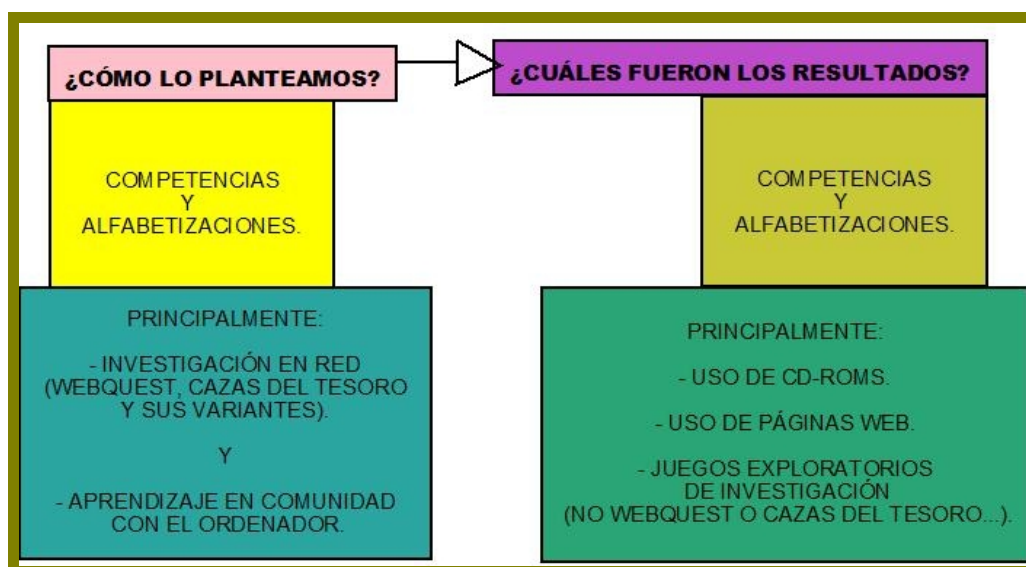 ¿CÓMO LO PLANTEAMOS?
COMPETENCIAS
Y
ALFABETIZACIONES.
PRINCIPALMENTE:
- INVESTIGACIÓN EN RED
(WEBQUEST, CAZAS DEL TESORO
Y SUS VARIANTES).
Y
- APRENDIZAJE EN COMUNIDAD
CON EL ORDENADOR.
¿CUÁLES FUERON LOS RESULTADOS?
COMPETENCIAS
Y
ALFABETIZACIONES.
PRINCIPALMENTE:
- USO DE CD-ROMS.
- USO DE PÁGINAS WEB.
- JUEGOS EXPLORATORIOS
DE INVESTIGACIÓN
(NO WEBQUEST O CAZAS DEL TESORO...).